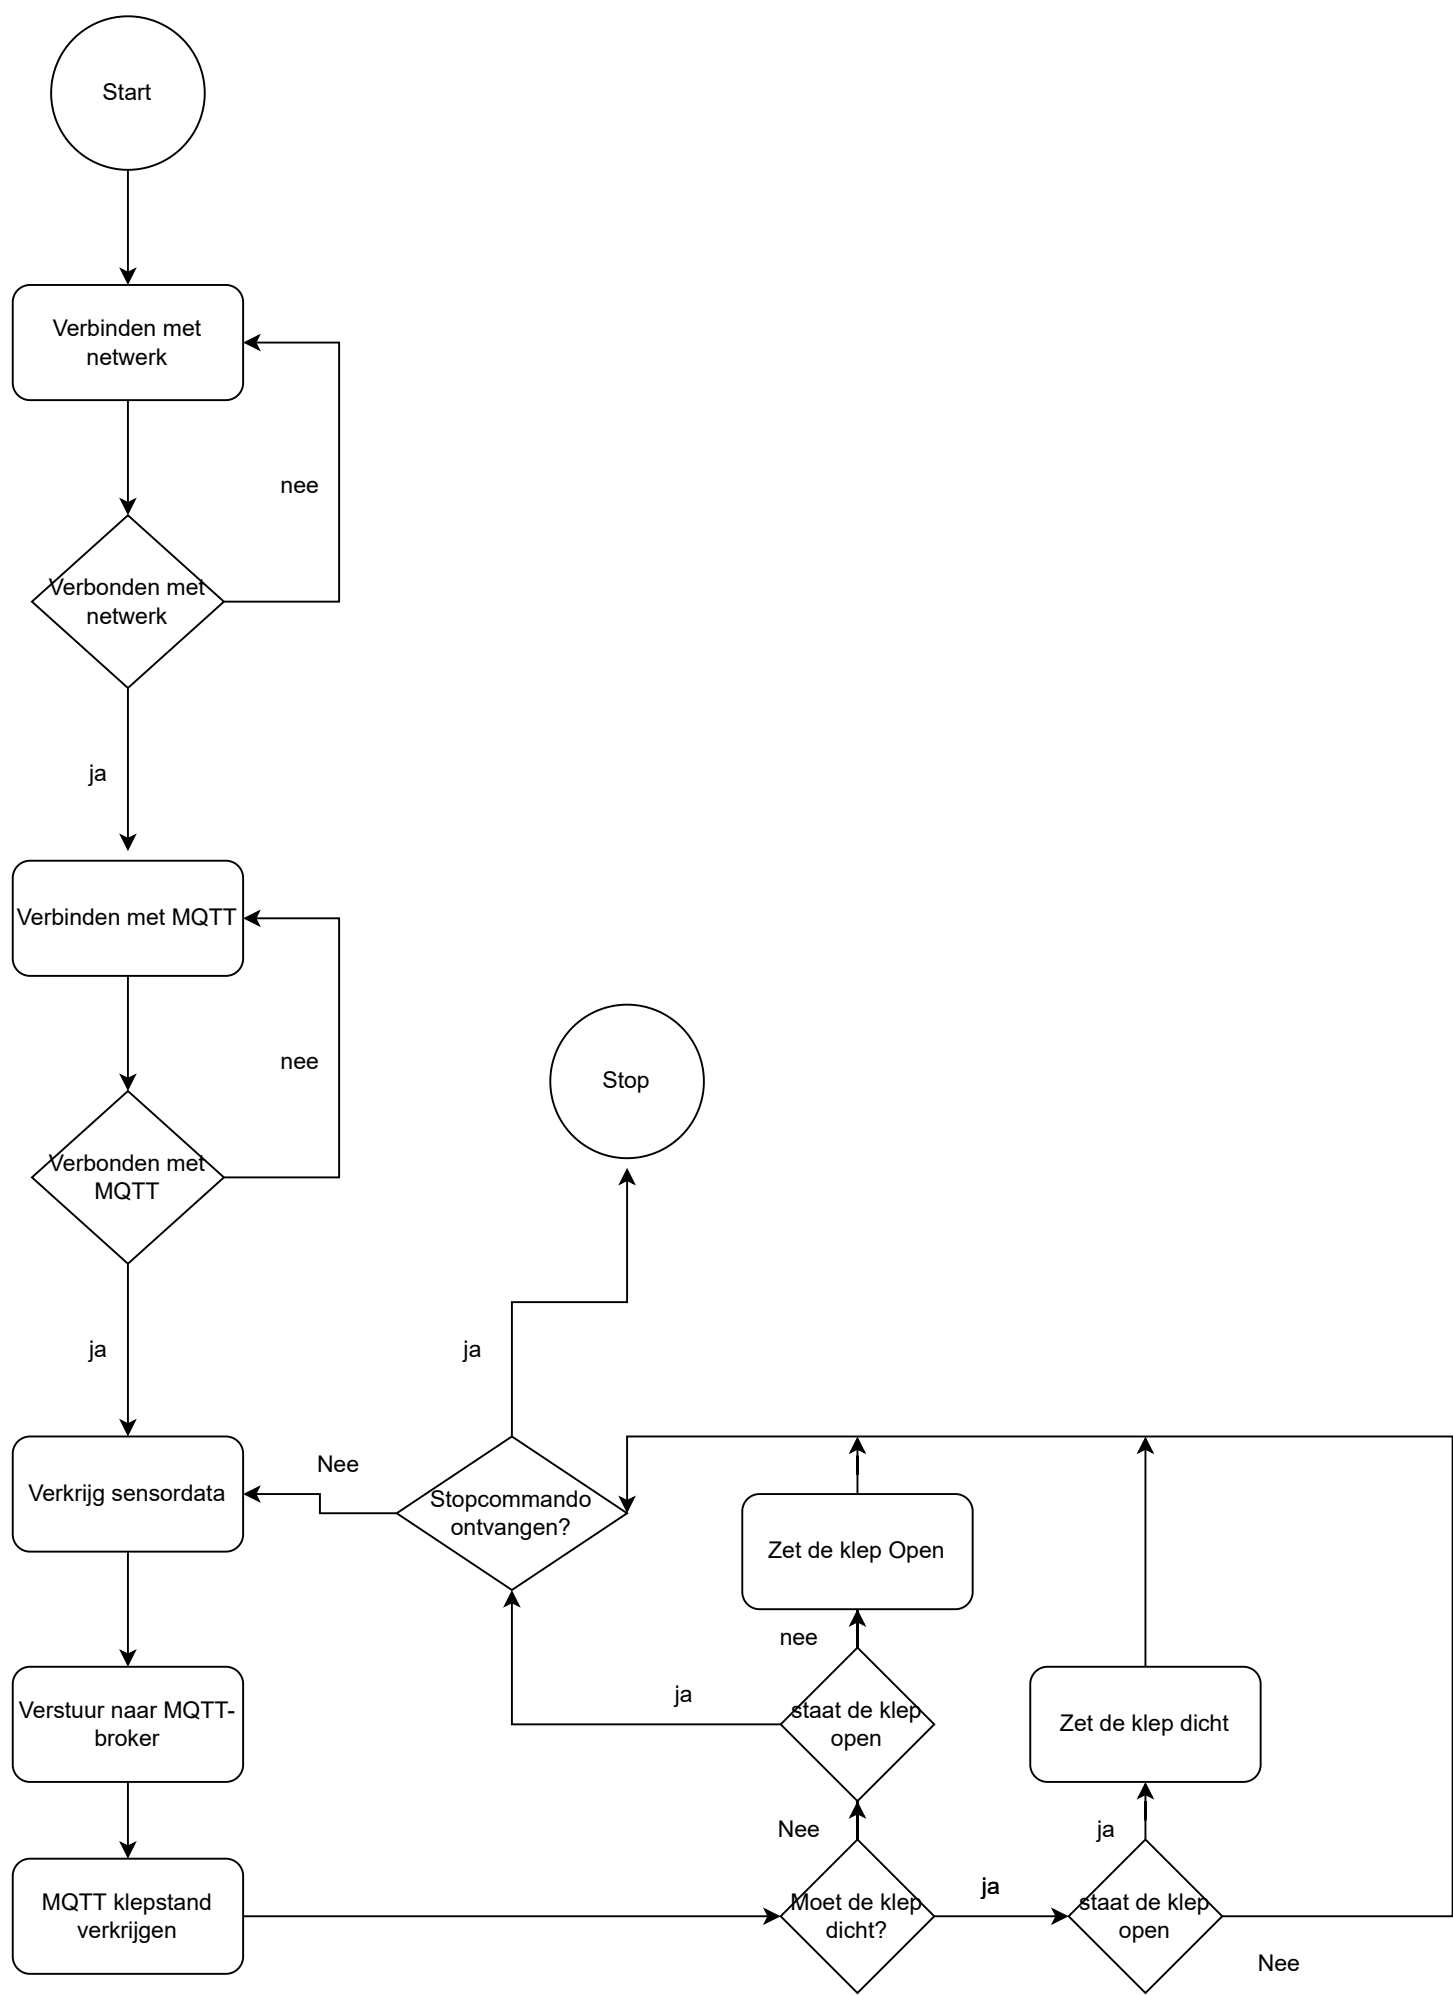 Start
Verbinden met
netwerk
nee
Verbonden met
netwerk
ja
Verbinden met MQTT
nee
Verbonden met
MQTT
ja
Stop
ja
Nee
Verkrijg sensordata
Stopcommando
ontvangen?
Zet de klep Open
nee
ja
staat de klep
open
Zet de klep dicht
Verstuur naar MQTT-
broker
Nee
ja
MQTT klepstand
verkrijgen
Moet de klep
dicht?
ja
staat de klep
open
Nee